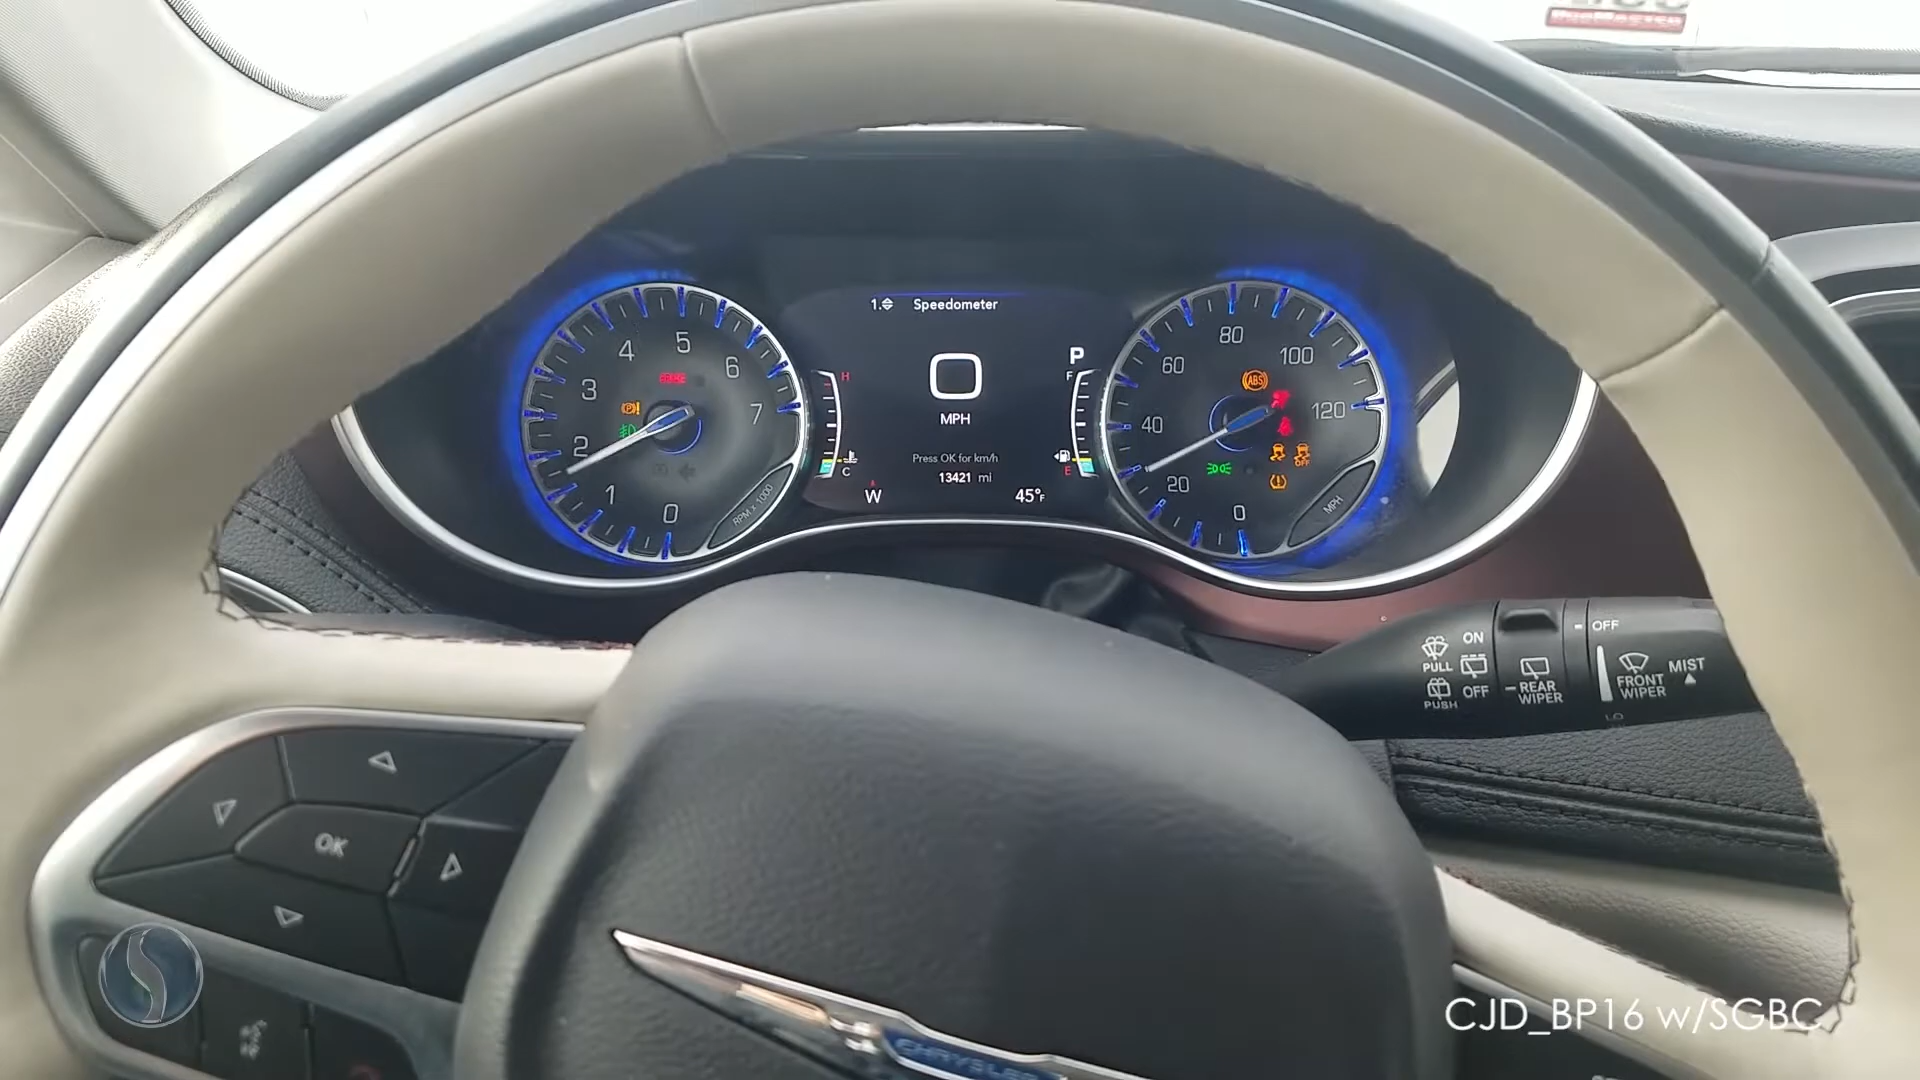 1. Speedometer
P
MPH
Press OK for km/h
13421 mi
W
45°F
H
C
F
E
0
1
2
3
4
5
6
7
RPM x 1000
0
20
40
60
80
100
120
MPH
ABS
OFF
PULL
PUSH
ON
OFF
REAR
WIPER
OFF
FRONT
WIPER
MIST
LO
OK
CHRYSLER
CJD_BP16 w/SGBC